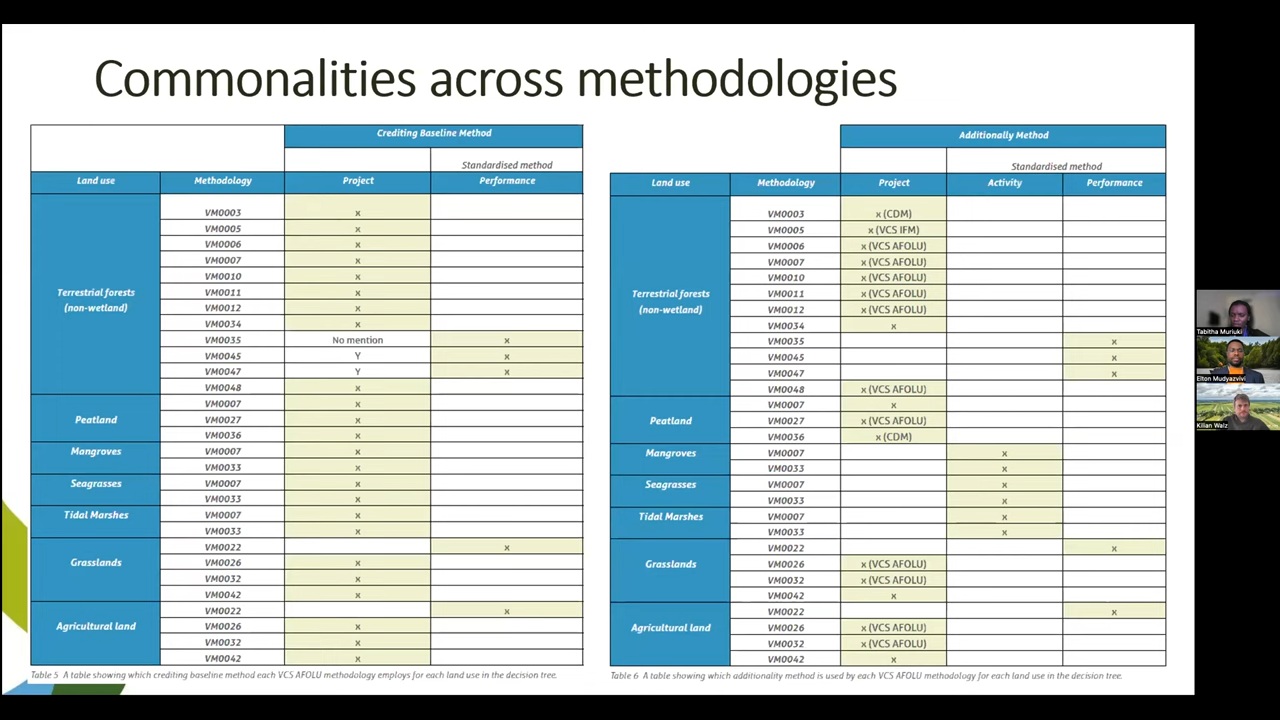 Commonalities across methodologies
Crediting Baseline Method
Standardised method
Land use Methodology Project Performance
Terrestrial forests
(non-wetland)
VM0003 x
VM0005 x
VM0006 x
VM0007 x
VM0010 x
VM0011 x
VM0012 x
VM0034 x
VM0035 No mention x
VM0045 Y x
VM0047 Y x
VM0048 x
Peatland
VM0007 x
VM0027 x
VM0036 x
Mangroves
VM0007 x
VM0033 x
Seagrasses
VM0007 x
VM0033 x
Tidal Marshes
VM0007 x
VM0033 x
Grasslands
VM0022 x
VM0026 x
VM0032 x
VM0042 x
Agricultural land
VM0022 x
VM0026 x
VM0032 x
VM0042 x
Table 5 A table showing which crediting baseline method each VCS AFOLU methodology employs for each land use in the decision tree.
Additionally Method
Standardised method
Land use Methodology Project Activity Performance
Terrestrial forests
(non-wetland)
VM0003 x (CDM)
VM0005 x (VCS IFM)
VM0006 x (VCS AFOLU)
VM0007 x (VCS AFOLU)
VM0010 x (VCS AFOLU)
VM0011 x (VCS AFOLU)
VM0012 x (VCS AFOLU)
VM0034 x
VM0035 x
VM0045 x
VM0047 x
VM0048 x (VCS AFOLU)
Peatland
VM0007 x
VM0027 x (VCS AFOLU)
VM0036 x (CDM)
Mangroves
VM0007 x
VM0033 x
Seagrasses
VM0007 x
VM0033 x
Tidal Marshes
VM0007 x
VM0033 x
Grasslands
VM0022 x
VM0026 x (VCS AFOLU)
VM0032 x (VCS AFOLU)
VM0042 x
Agricultural land
VM0022 x
VM0026 x (VCS AFOLU)
VM0032 x (VCS AFOLU)
VM0042 x
Table 6 A table showing which additionality method is used by each VCS AFOLU methodology for each land use in the decision tree.
Tabitha Muriuki
Elton Mudyazvivi
Kilian Walz